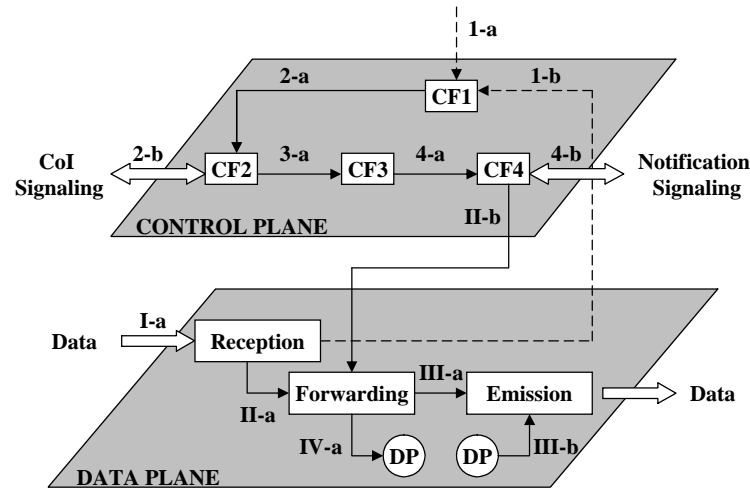 1-a
2-a
1-b
CF1
CoI
Signaling
2-b
CF2
3-a
CF3
4-a
CF4
4-b
Notification
Signaling
II-b
CONTROL PLANE
Data
I-a
Reception
II-a
Forwarding
III-a
Emission
Data
IV-a
DP
DP
III-b
DATA PLANE